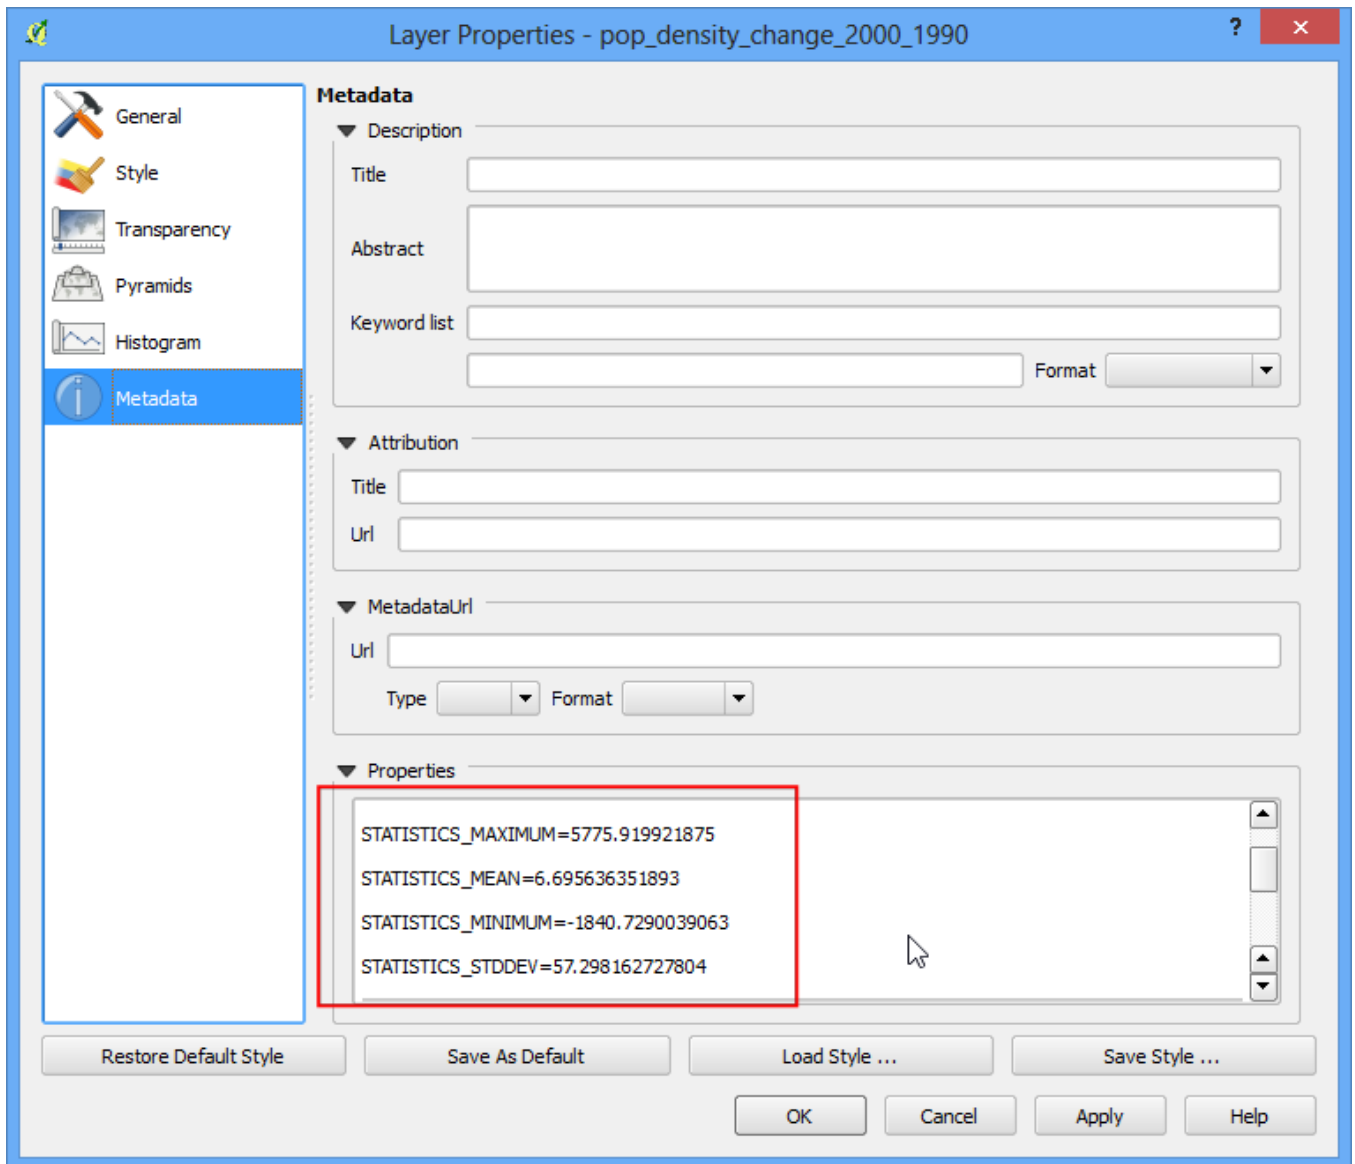 Layer Properties - pop_density_change_2000_1990
?
General
Style
Transparency
Pyramids
Histogram
Metadata
Metadata
Description
Title
Abstract
Keyword list
Format
Attribution
Title
Url
MetadataUrl
Url
Type Format
Properties
STATISTICS_MAXIMUM=5775.919921875
STATISTICS_MEAN=6.695636351893
STATISTICS_MINIMUM=-1840.7290039063
STATISTICS_STDDEV=57.298162727804
Restore Default Style Save As Default Load Style ... Save Style ...
OK Cancel Apply Help